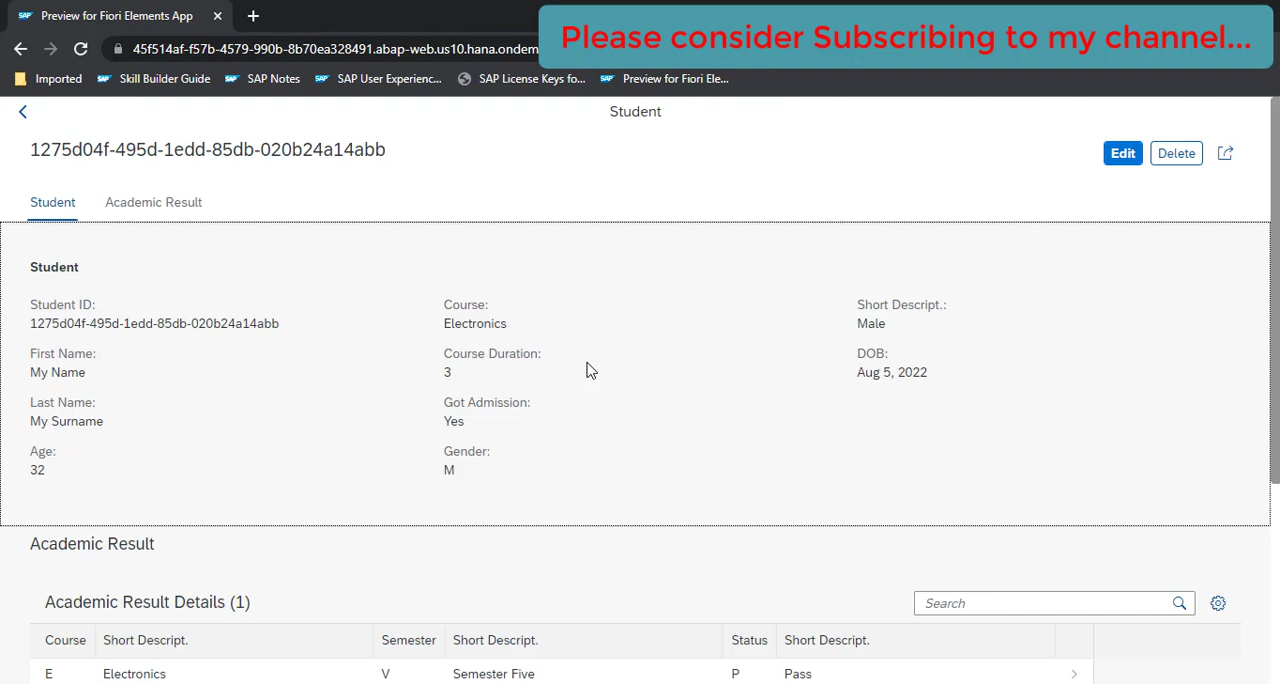 SAP Preview for Fiori Elements App
45f514af-f57b-4579-990b-8b70ea328491.abap-web.us10.hana.ondem
Please consider Subscribing to my channel...
Imported SAP Skill Builder Guide SAP SAP Notes SAP SAP User Experienc... SAP License Keys fo... SAP Preview for Fiori Ele...
Student
1275d04f-495d-1edd-85db-020b24a14abb
Edit Delete
Student Academic Result
Student
Student ID: Course: Short Descript.:
1275d04f-495d-1edd-85db-020b24a14abb Electronics Male
First Name: Course Duration: DOB:
My Name 3 Aug 5, 2022
Last Name: Got Admission:
My Surname Yes
Age: Gender:
32 M
Academic Result
Academic Result Details (1) Search
Course Short Descript. Semester Short Descript. Status Short Descript.
E Electronics V Semester Five P Pass